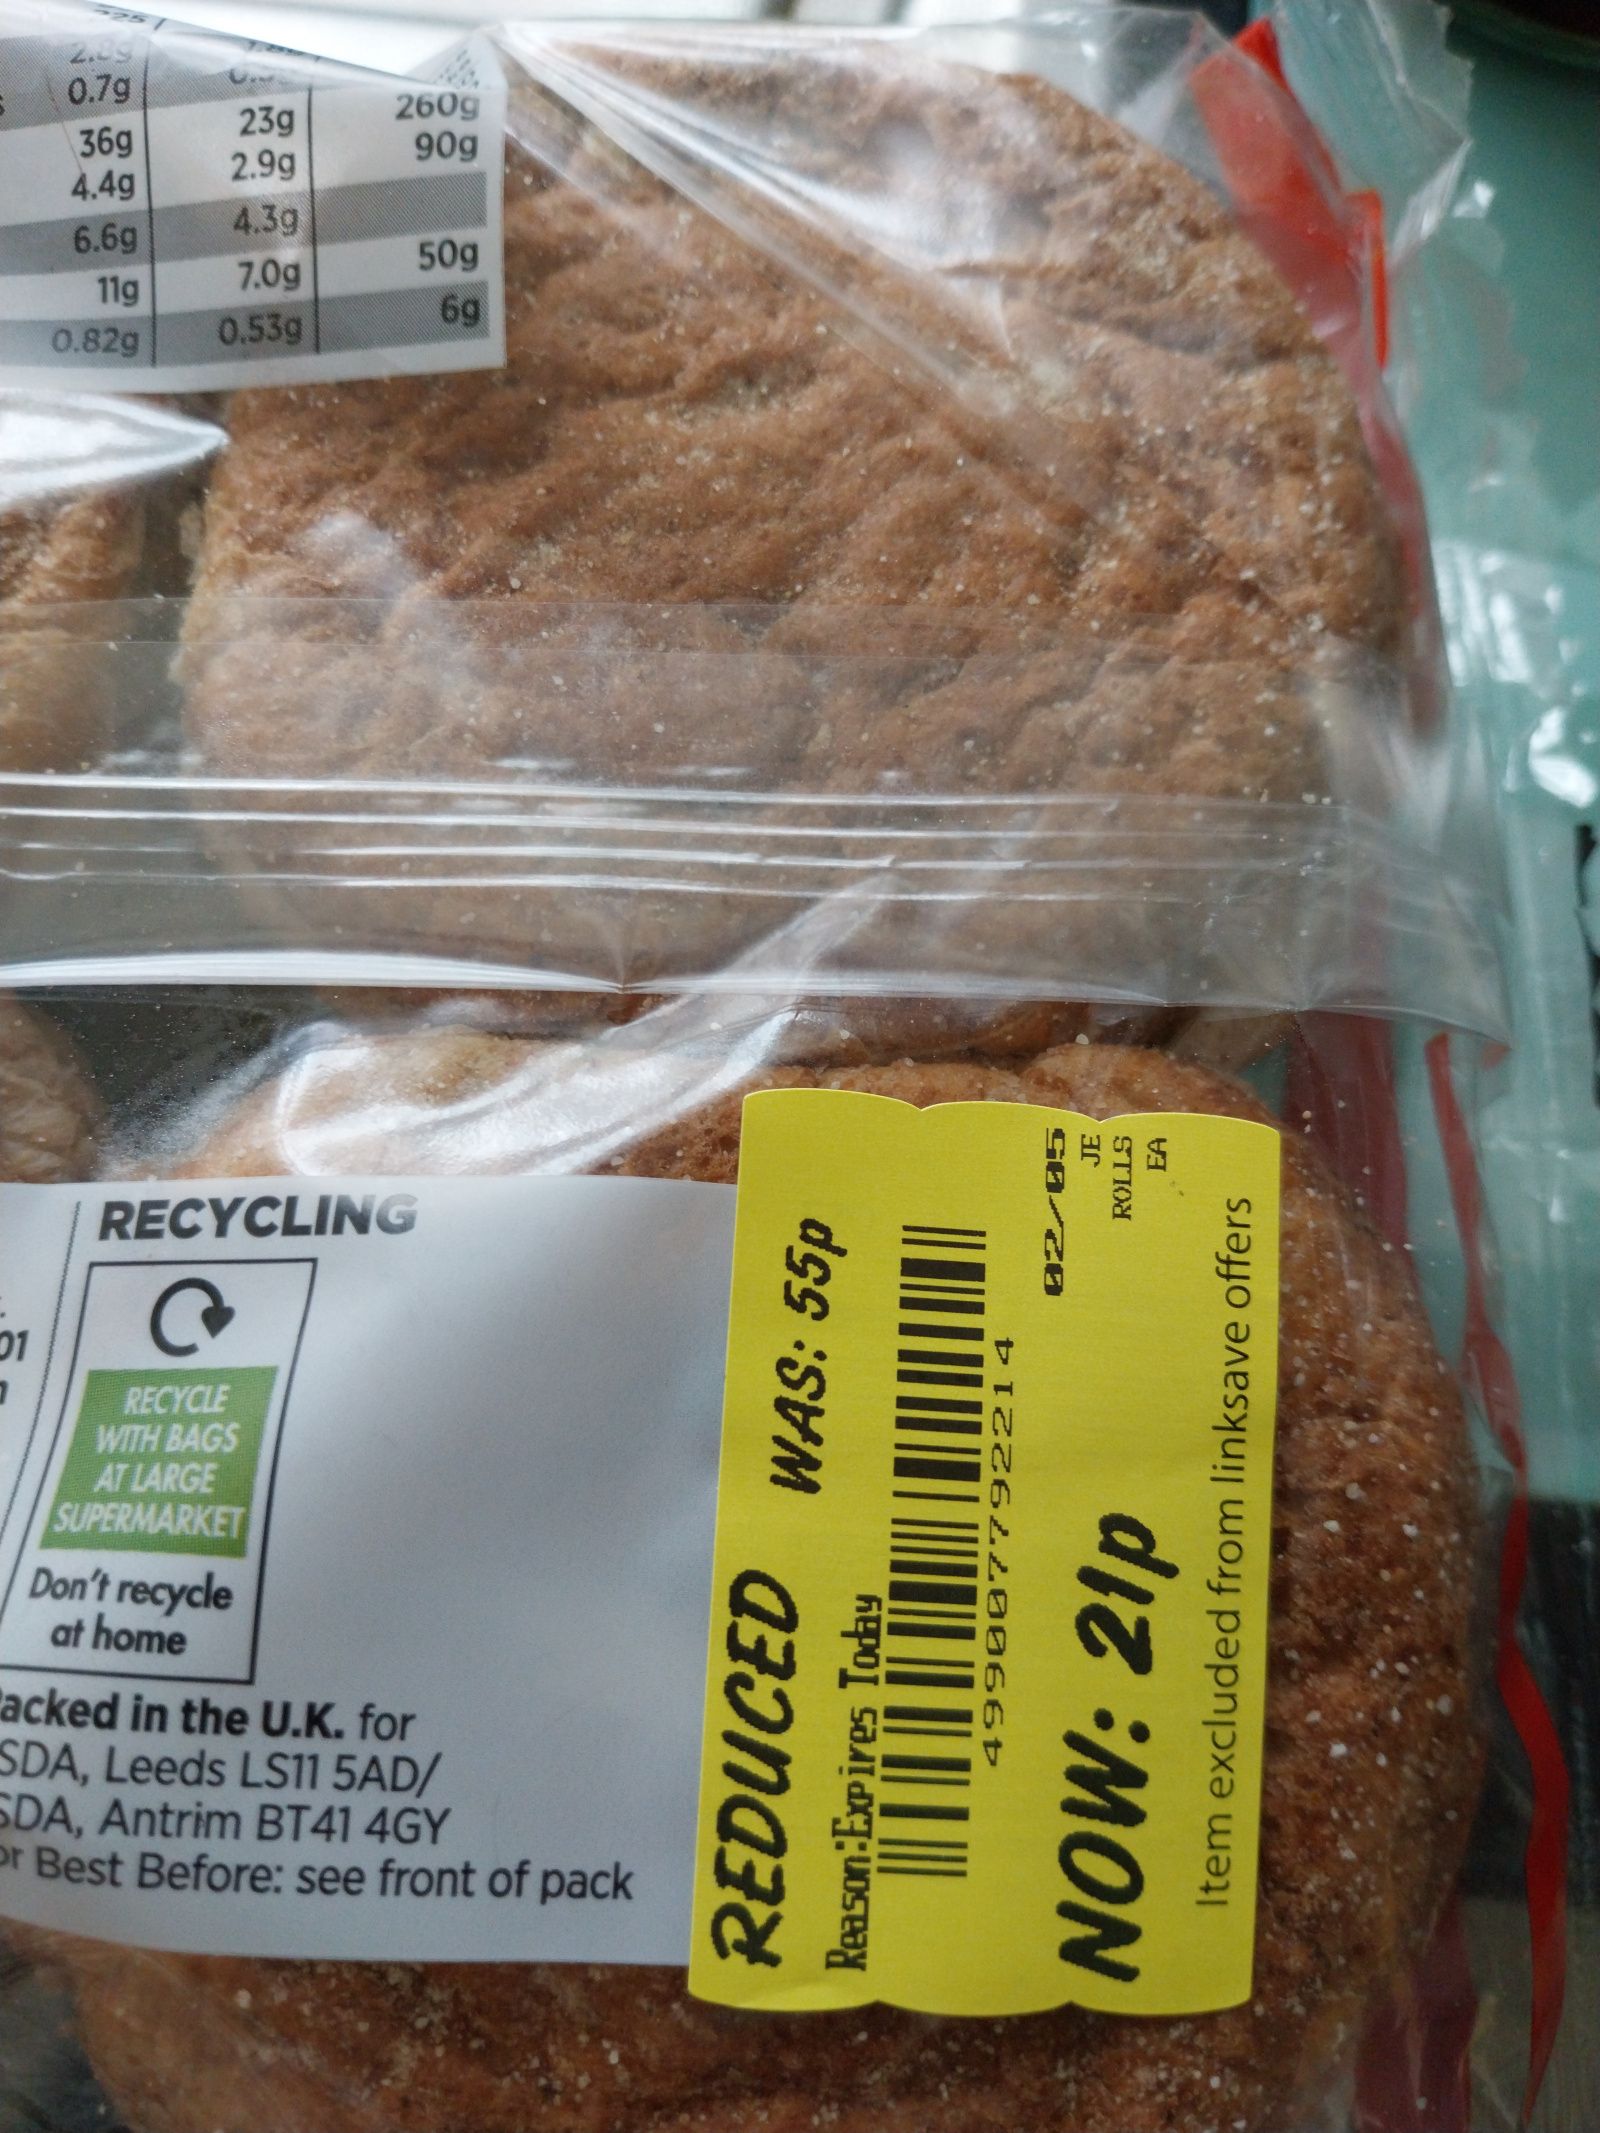 0.7g 260g
36g 23g 90g
4.4g 2.9g
6.6g 4.3g
11g 7.0g 50g
0.82g 0.53g 6g
RECYCLING
RECYCLE
WITH BAGS
AT LARGE
SUPERMARKET
Don't recycle
at home
Packed in the U.K. for
SDA, Leeds LS11 5AD/
SDA, Antrim BT41 4GY
or Best Before: see front of pack
REDUCED WAS: 55p
Reason:Expires Today
4990077922214
02/05
JE
ROLLS
EA
NOW: 21p
Item excluded from linksave offers